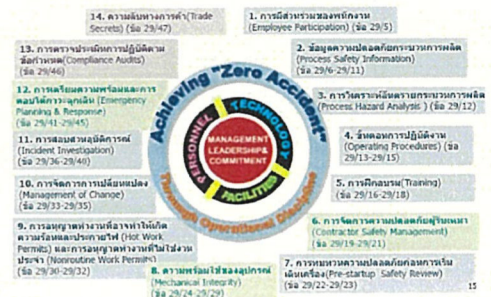 14. ความลับทางการค้า(Trade
Secrets) (ข้อ 29/47)
1. การมีส่วนร่วมของพนักงาน
(Employee Participation) (ข้อ 29/5)
13. การตรวจประเมินการปฏิบัติตาม
ข้อกำหนด(Compliance Audits)
(ข้อ 29/46)
2. ข้อมูลความปลอดภัยกระบวนการผลิต
(Process Safety Information)
(ข้อ 29/6-29/11)
12. การเตรียมความพร้อมและการ
ตอบโต้ภาวะฉุกเฉิน (Emergency
Planning & Response)
(ข้อ 29/41-29/45)
3. การวิเคราะห์อันตรายกระบวนการผลิต
(Process Hazard Analysis ) (ข้อ 29/12)
11. การสอบสวนอุบัติการณ์
(Incident Investigation)
(ข้อ 29/36-29/40)
4. ขั้นตอนการปฏิบัติงาน
(Operating Procedures) (ข้อ
29/13-29/15)
10. การจัดการการเปลี่ยนแปลง
(Management of Change)
(ข้อ 29/33-29/35)
5. การฝึกอบรม(Training)
(ข้อ 29/16-29/18)
9. การอนุญาตทำงานที่อาจทำให้เกิด
ความร้อนและประกายไฟ (Hot Work
Permits) และการอนุญาตทำงานที่ไม่ใช่งาน
ประจำ (Nonroutine Work Permits)
(ข้อ 29/30-29/32)
6. การจัดการความปลอดภัยผู้รับเหมา
(Contractor Safety Management)
(ข้อ 29/19-29/21)
8. ความพร้อมใช้ของอุปกรณ์
(Mechanical Integrity)
(ข้อ 29/24-29/29)
7. การทบทวนความปลอดภัยก่อนการเริ่ม
เดินเครื่อง(Pre-startup Safety Review)
(ข้อ 29/22-29/23)
Achieving "Zero Accident"
Through Operational Discipline
PERSONNEL
TECHNOLOGY
FACILITIES
MANAGEMENT
LEADERSHIP&
COMMITMENT
15